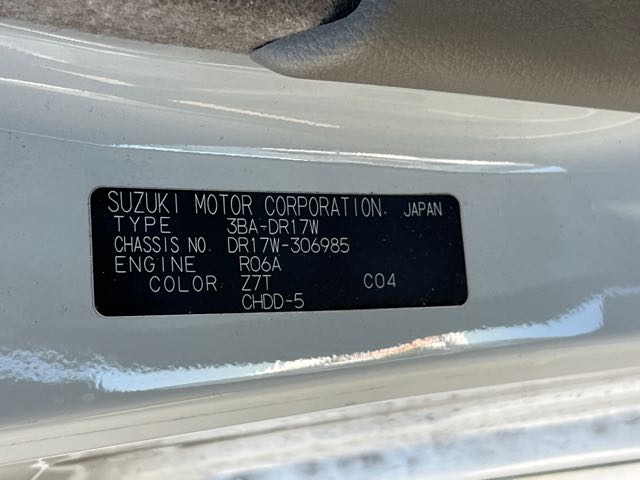 SUZUKI MOTOR CORPORATION. JAPAN
TYPE 3BA-DR17W
CHASSIS NO. DR17W-306985
ENGINE R06A
COLOR Z7T C04
CHDD-5